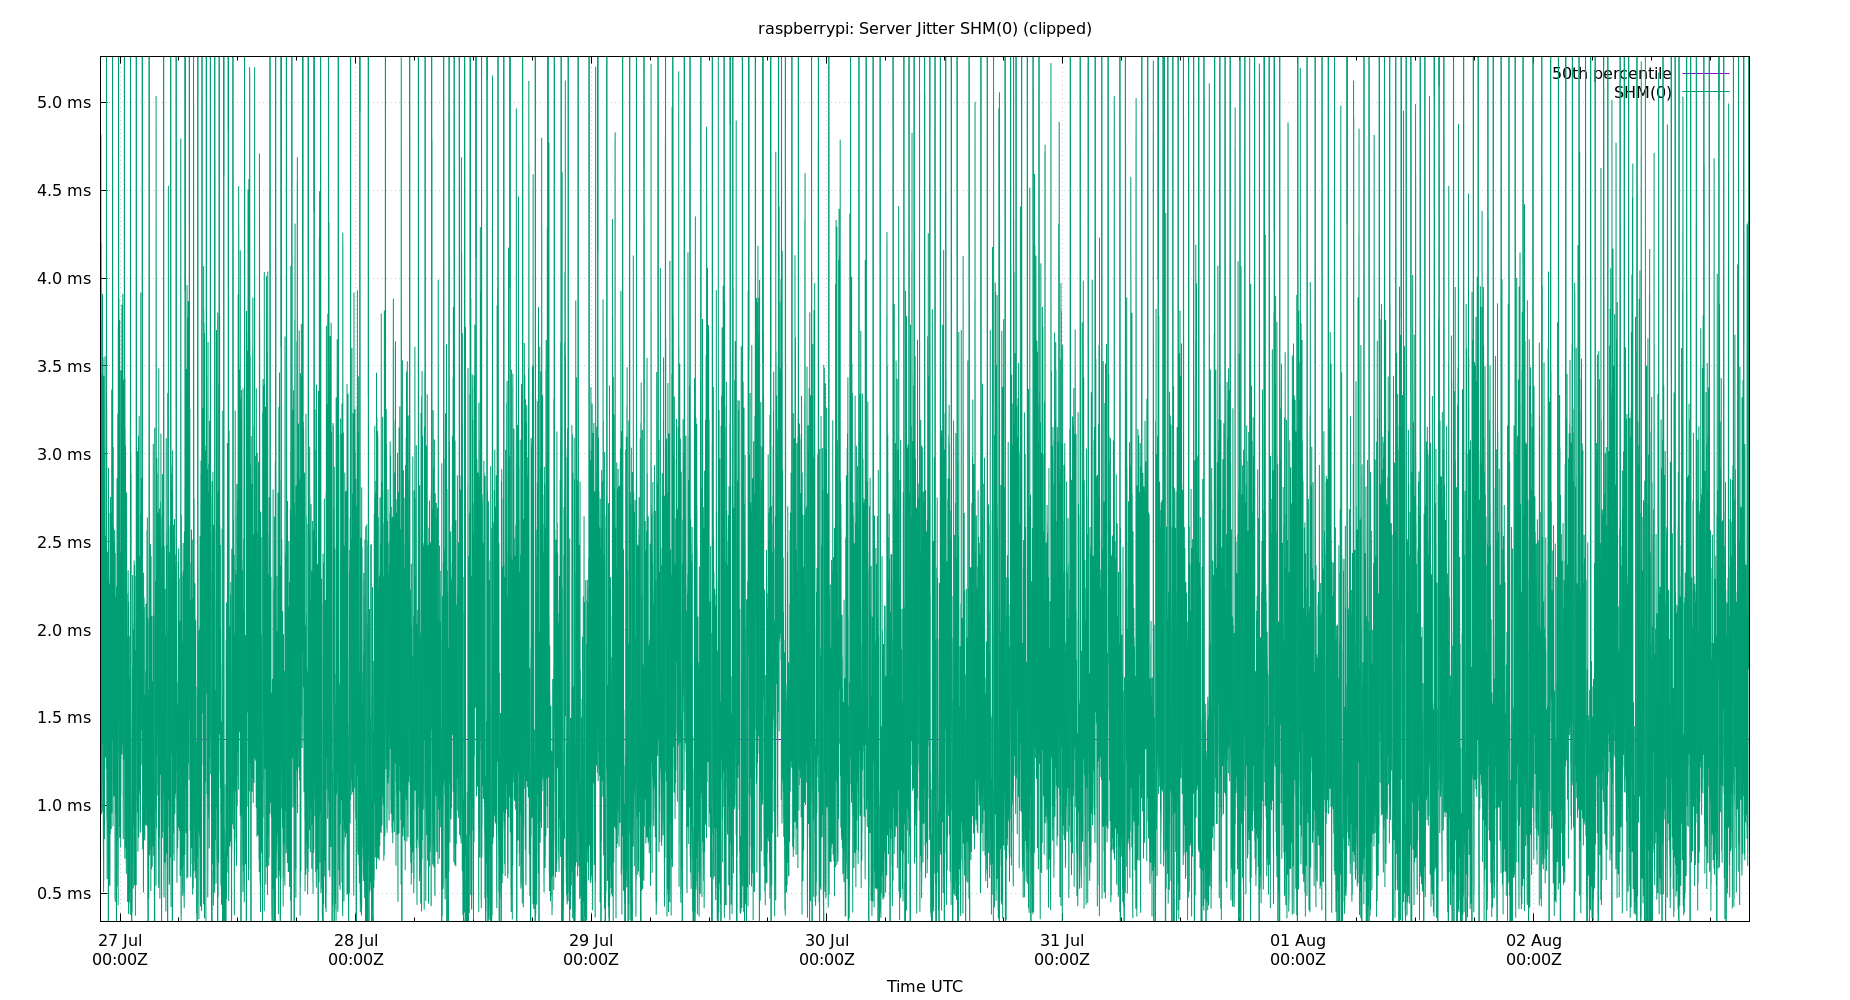 raspberrypi: Server Jitter SHM(0) (clipped)
50th percentile
SHM(0)
5.0 ms
4.5 ms
4.0 ms
3.5 ms
3.0 ms
2.5 ms
2.0 ms
1.5 ms
1.0 ms
0.5 ms
27 Jul 28 Jul 29 Jul 30 Jul 31 Jul 01 Aug 02 Aug
00:00Z 00:00Z 00:00Z 00:00Z 00:00Z 00:00Z 00:00Z
Time UTC